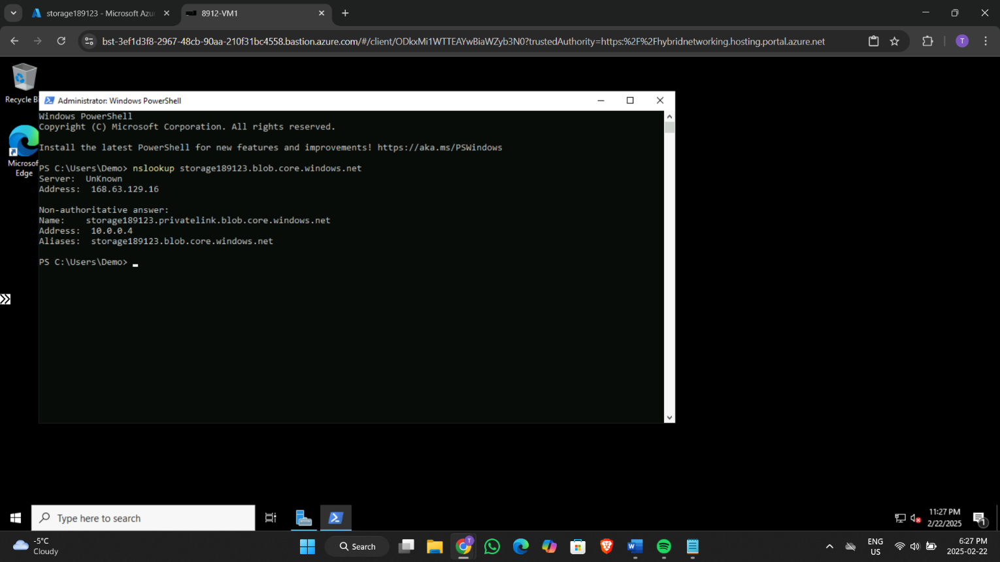 storage189123 - Microsoft Azu
8912-VM1
bst-3ef1d3f8-2967-48cb-90aa-210f31bc4558.bastion.azure.com/#/client/ODkxMi1WTTEAYwBiaWZyb3N0?trustedAuthority=https:%2F%2Fhybridnetworking.hosting.portal.azure.net
T
Recycle B
Microsof
Edge
Administrator: Windows PowerShell
Windows PowerShell
Copyright (C) Microsoft Corporation. All rights reserved.
Install the latest PowerShell for new features and improvements! https://aka.ms/PSWindows
PS C:\Users\Demo> nslookup storage189123.blob.core.windows.net
Server:  UnKnown
Address:  168.63.129.16
Non-authoritative answer:
Name:    storage189123.privatelink.blob.core.windows.net
Address:  10.0.0.4
Aliases:  storage189123.blob.core.windows.net
PS C:\Users\Demo> _
Type here to search
11:27 PM
2/22/2025
1
-5°C
Cloudy
Search
T
ENG
US
6:27 PM
2025-02-22